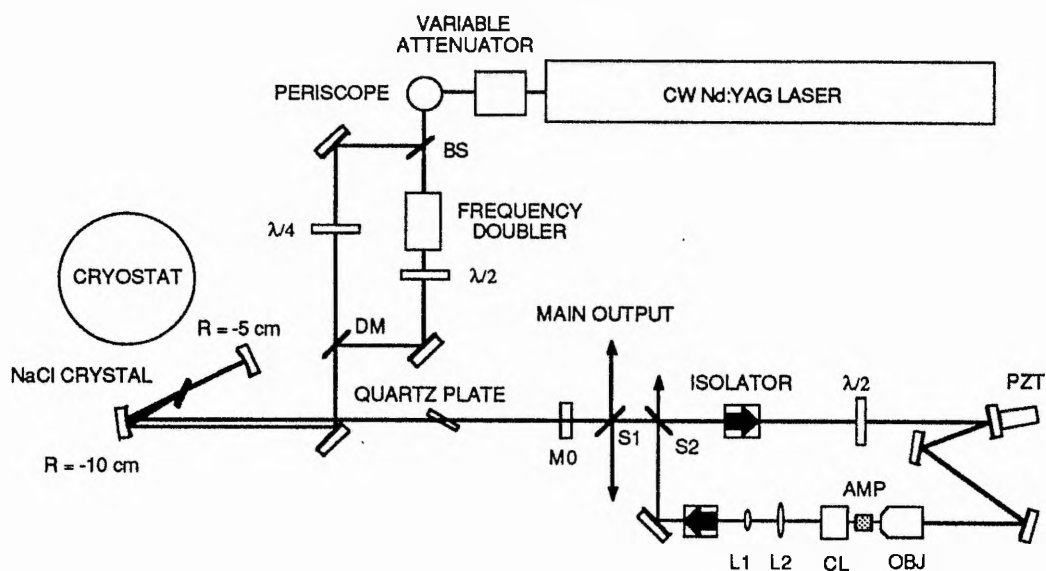 VARIABLE
ATTENUATOR
PERISCOPE
CW Nd:YAG LASER
BS
λ/4
FREQUENCY
DOUBLER
CRYOSTAT
λ/2
DM
MAIN OUTPUT
R = -5 cm
NaCl CRYSTAL
QUARTZ PLATE
ISOLATOR
λ/2
PZT
R = -10 cm
M0
S1
S2
AMP
L1
L2
CL
OBJ